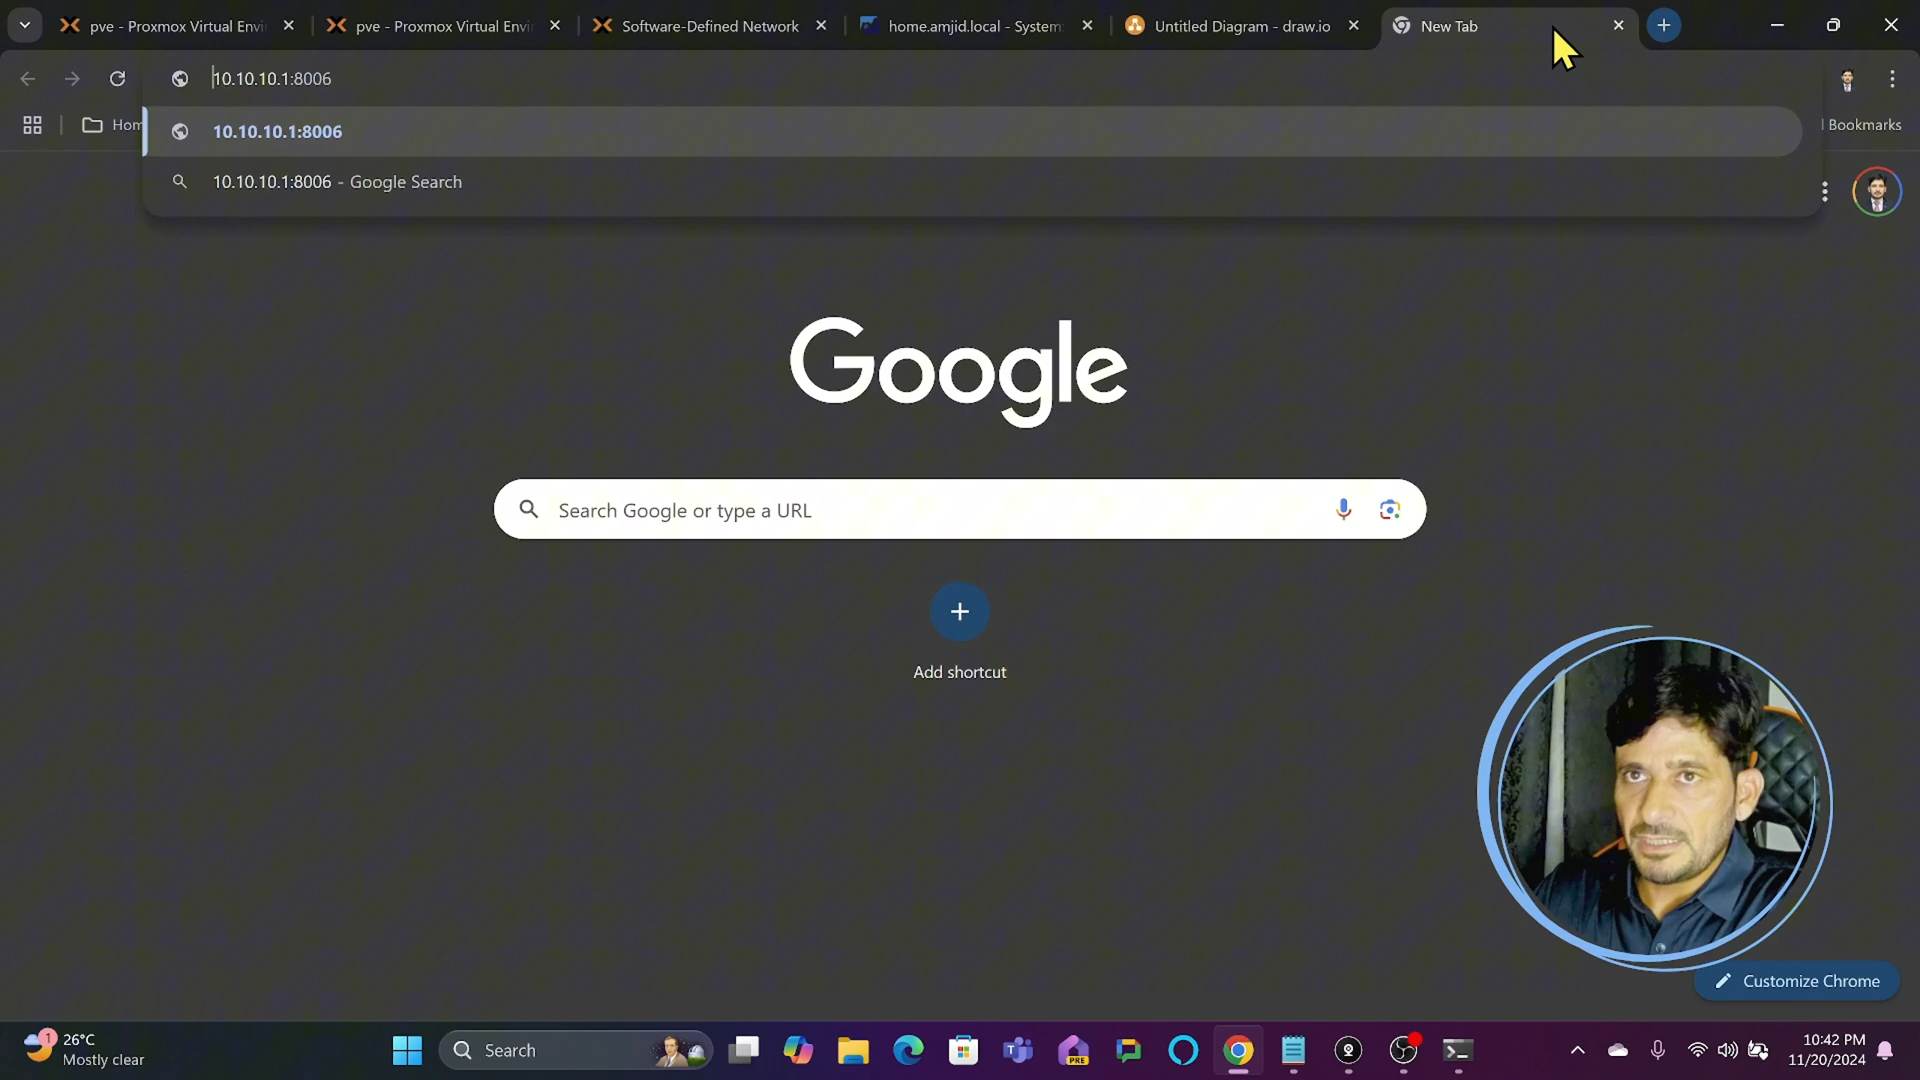 pve - Proxmox Virtual Envi
pve - Proxmox Virtual Envi
Software-Defined Network
home.amjid.local - System:
Untitled Diagram - draw.io
New Tab
10.10.10.1:8006
Hom
10.10.10.1:8006
l Bookmarks
10.10.10.1:8006 - Google Search
Google
Search Google or type a URL
Add shortcut
Customize Chrome
1
26°C
Mostly clear
Search
PRE
10:42 PM
11/20/2024